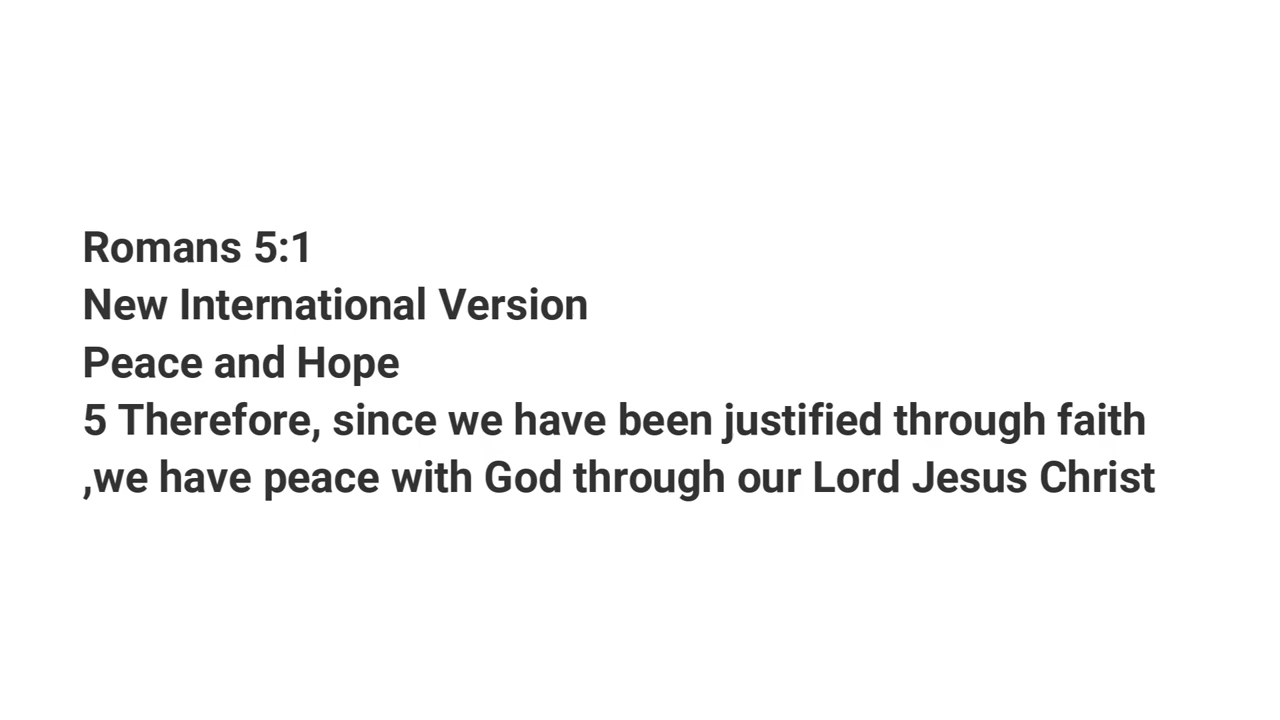 Romans 5:1
New International Version
Peace and Hope
5 Therefore, since we have been justified through faith
,we have peace with God through our Lord Jesus Christ